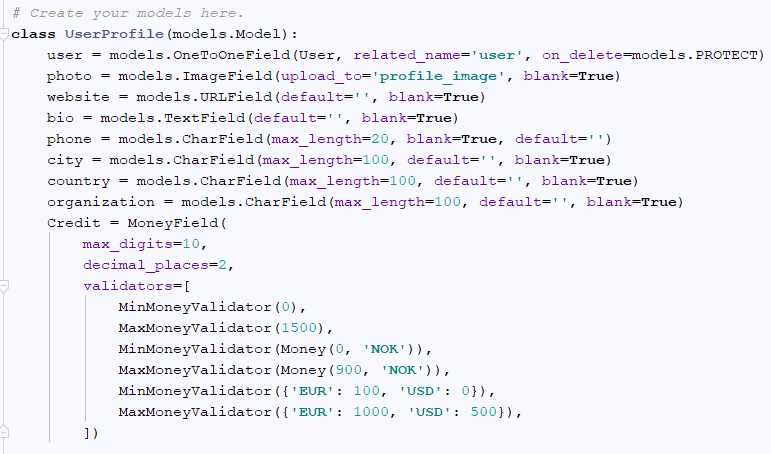 # Create your models here.
class UserProfile(models.Model):
    user = models.OneToOneField(User, related_name='user', on_delete=models.PROTECT)
    photo = models.ImageField(upload_to='profile_image', blank=True)
    website = models.URLField(default='', blank=True)
    bio = models.TextField(default='', blank=True)
    phone = models.CharField(max_length=20, blank=True, default='')
    city = models.CharField(max_length=100, default='', blank=True)
    country = models.CharField(max_length=100, default='', blank=True)
    organization = models.CharField(max_length=100, default='', blank=True)
    Credit = MoneyField(
        max_digits=10,
        decimal_places=2,
        validators=[
            MinMoneyValidator(0),
            MaxMoneyValidator(1500),
            MinMoneyValidator(Money(0, 'NOK')),
            MaxMoneyValidator(Money(900, 'NOK')),
            MinMoneyValidator({'EUR': 100, 'USD': 0}),
            MaxMoneyValidator({'EUR': 1000, 'USD': 500}),
        ])